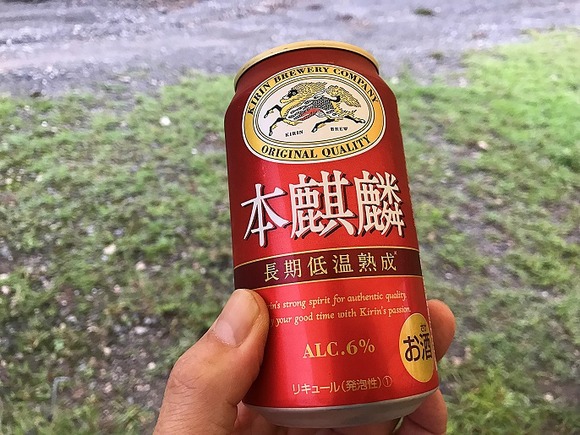 KIRIN BREWERY COMPANY
KIRIN BREW
ORIGINAL QUALITY
本麒麟
長期低温熟成
strong spirit for authentic quality.
your good time with Kirin's passion.
ALC.6%
お酒
リキュール(発泡性)①